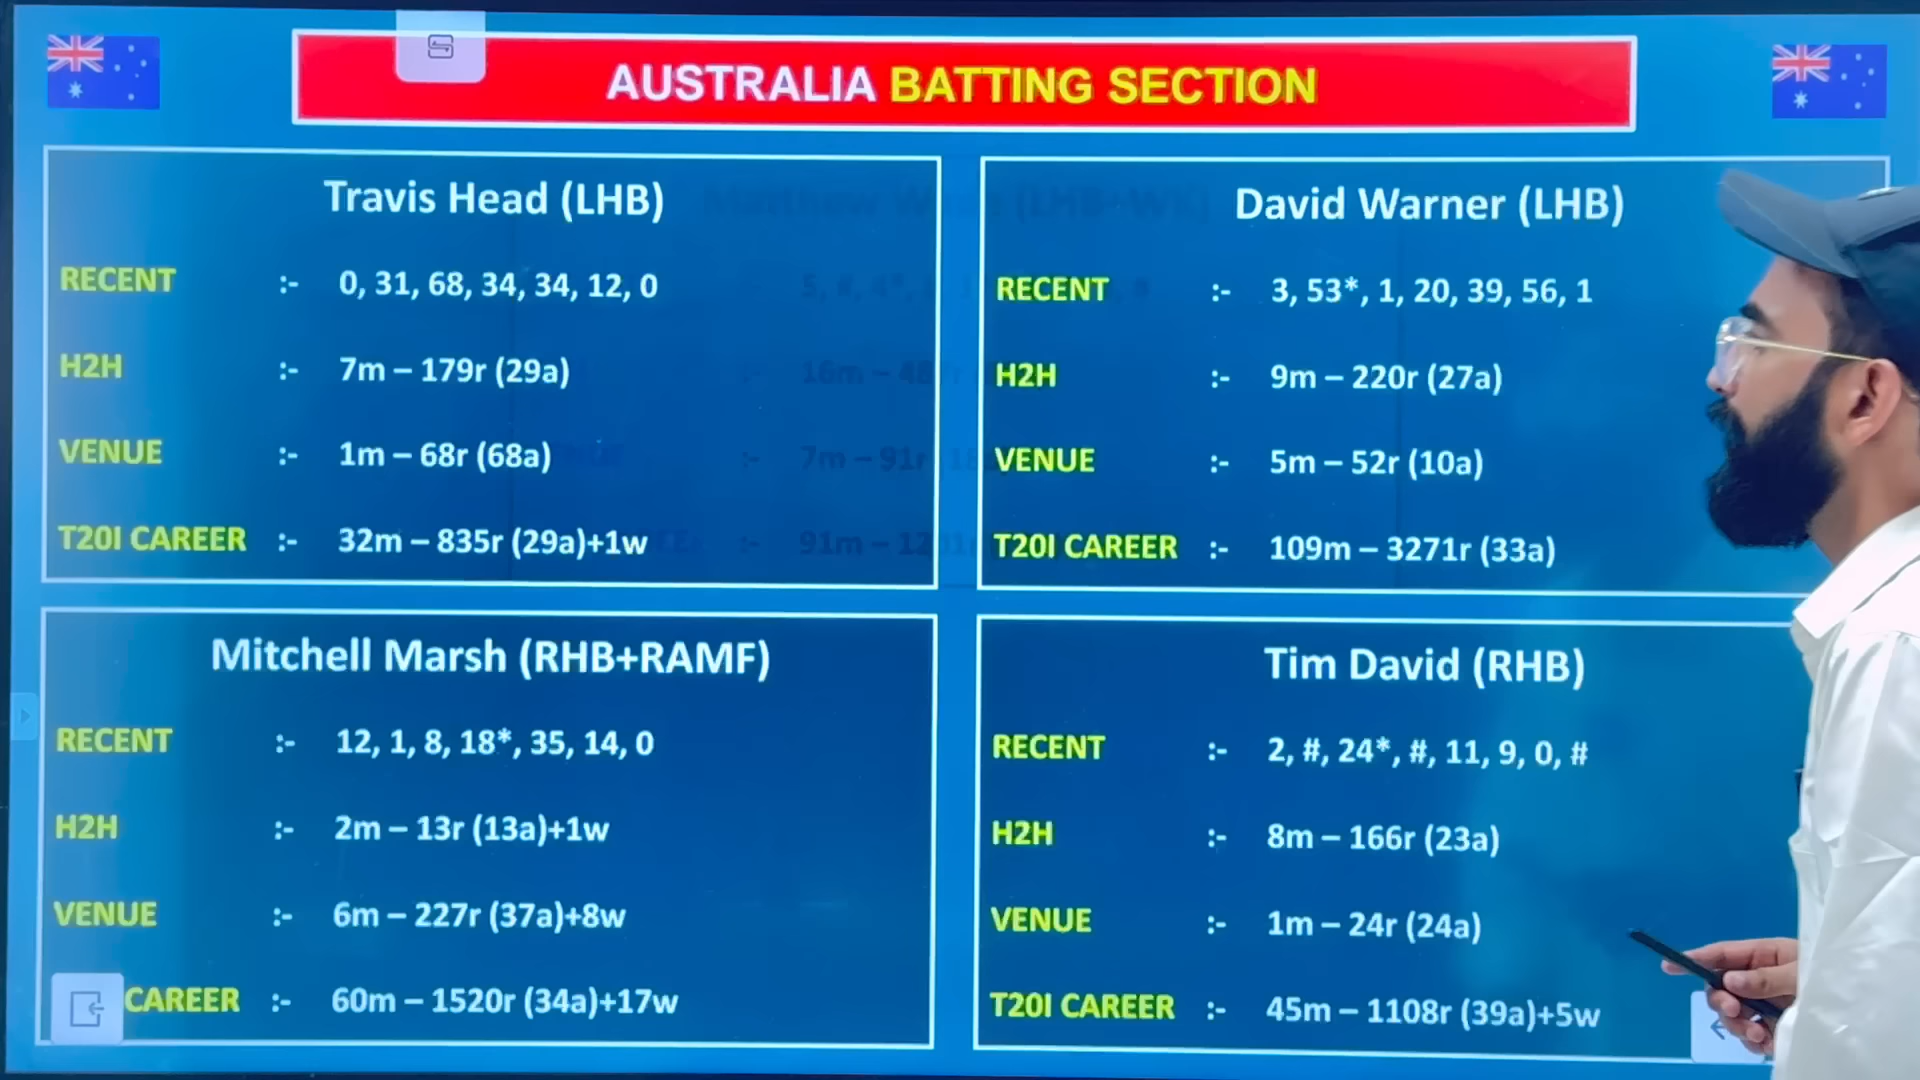 AUSTRALIA BATTING SECTION
Travis Head (LHB)
RECENT :- 0, 31, 68, 34, 34, 12, 0
H2H :- 7m – 179r (29a)
VENUE :- 1m – 68r (68a)
T20I CAREER :- 32m – 835r (29a)+1w
David Warner (LHB)
RECENT :- 3, 53*, 1, 20, 39, 56, 1
H2H :- 9m – 220r (27a)
VENUE :- 5m – 52r (10a)
T20I CAREER :- 109m – 3271r (33a)
Mitchell Marsh (RHB+RAMF)
RECENT :- 12, 1, 8, 18*, 35, 14, 0
H2H :- 2m – 13r (13a)+1w
VENUE :- 6m – 227r (37a)+8w
CAREER :- 60m – 1520r (34a)+17w
Tim David (RHB)
RECENT :- 2, #, 24*, #, 11, 9, 0, #
H2H :- 8m – 166r (23a)
VENUE :- 1m – 24r (24a)
T20I CAREER :- 45m – 1108r (39a)+5w